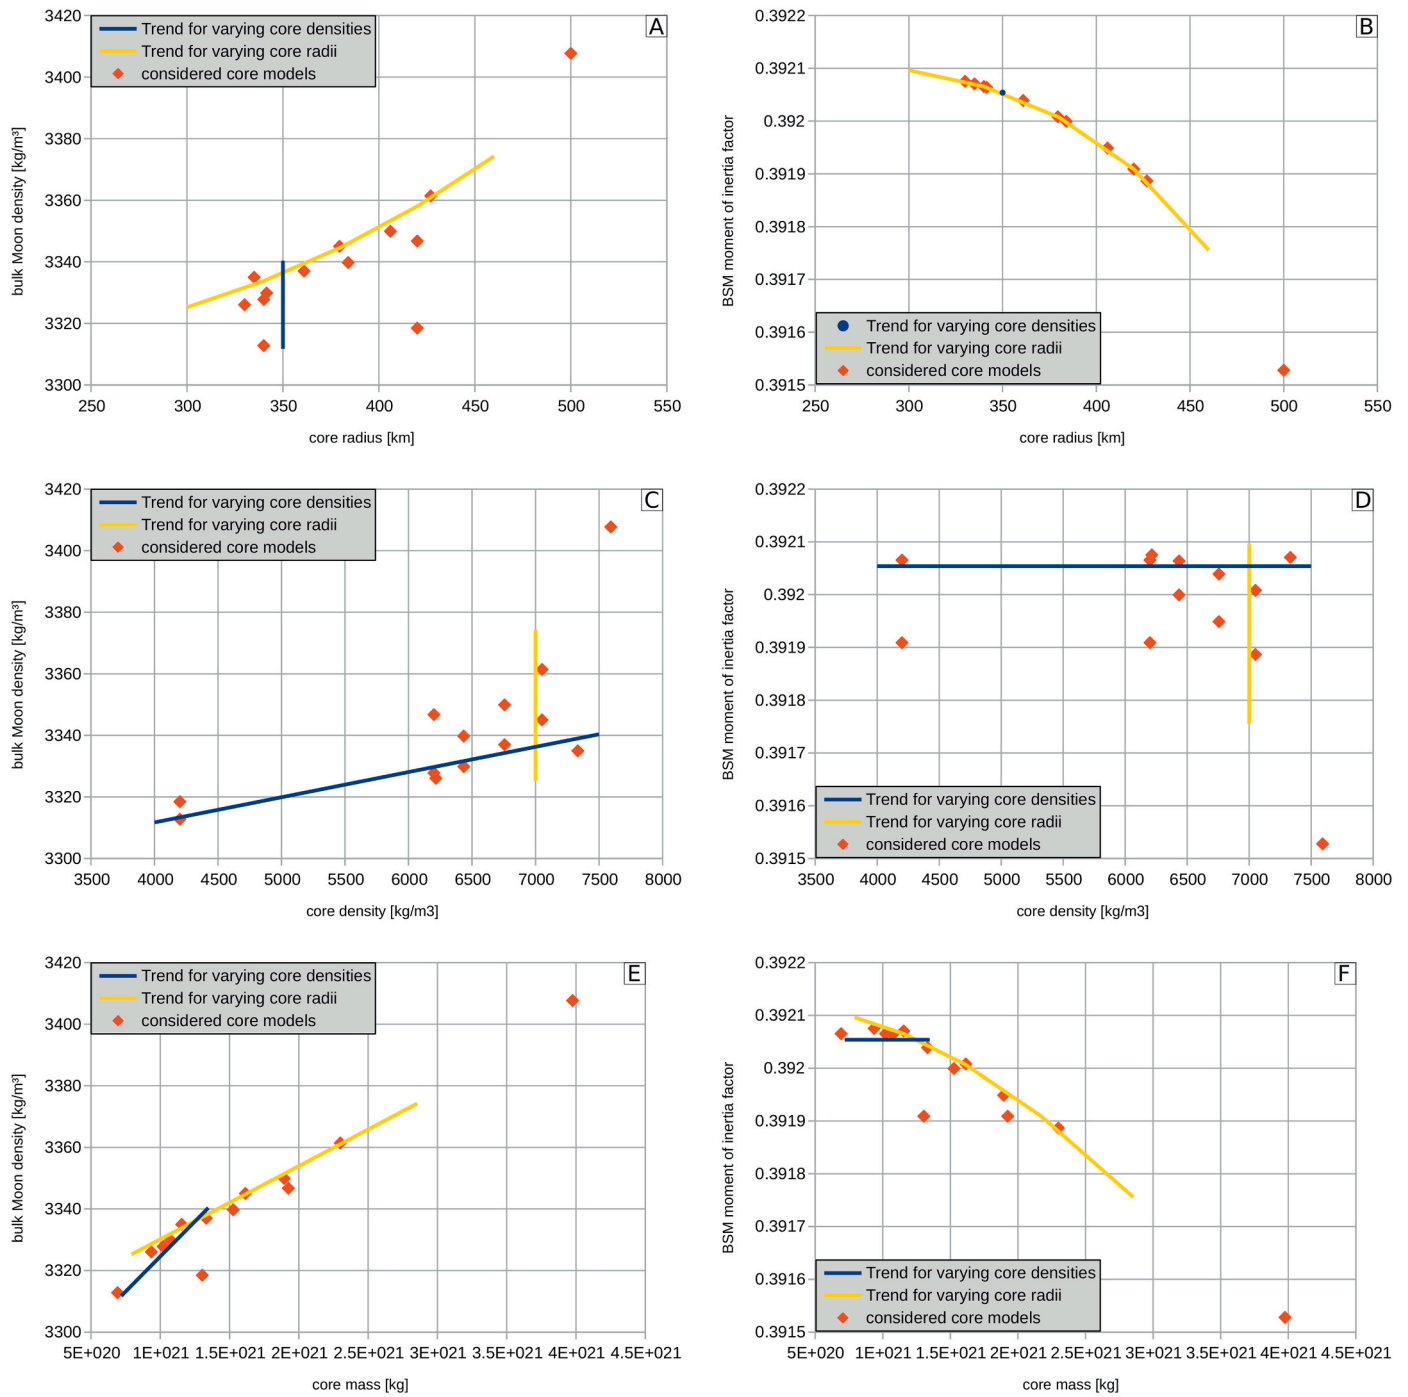 A
Trend for varying core densities
Trend for varying core radii
considered core models
3420
3400
3380
3360
3340
3320
3300
250 300 350 400 450 500 550
bulk Moon density [kg/m³]
core radius [km]
B
0.3922
0.3921
0.392
0.3919
0.3918
0.3917
0.3916
0.3915
Trend for varying core densities
Trend for varying core radii
considered core models
250 300 350 400 450 500 550
BSM moment of inertia factor
core radius [km]
C
Trend for varying core densities
Trend for varying core radii
considered core models
3420
3400
3380
3360
3340
3320
3300
3500 4000 4500 5000 5500 6000 6500 7000 7500 8000
bulk Moon density [kg/m³]
core density [kg/m3]
D
0.3922
0.3921
0.392
0.3919
0.3918
0.3917
0.3916
0.3915
Trend for varying core densities
Trend for varying core radii
considered core models
3500 4000 4500 5000 5500 6000 6500 7000 7500 8000
BSM moment of inertia factor
core density [kg/m3]
E
Trend for varying core densities
Trend for varying core radii
considered core models
3420
3400
3380
3360
3340
3320
3300
5E+020 1E+021 1.5E+021 2E+021 2.5E+021 3E+021 3.5E+021 4E+021 4.5E+021
bulk Moon density [kg/m³]
core mass [kg]
F
0.3922
0.3921
0.392
0.3919
0.3918
0.3917
0.3916
0.3915
Trend for varying core densities
Trend for varying core radii
considered core models
5E+020 1E+021 1.5E+021 2E+021 2.5E+021 3E+021 3.5E+021 4E+021 4.5E+021
BSM moment of inertia factor
core mass [kg]